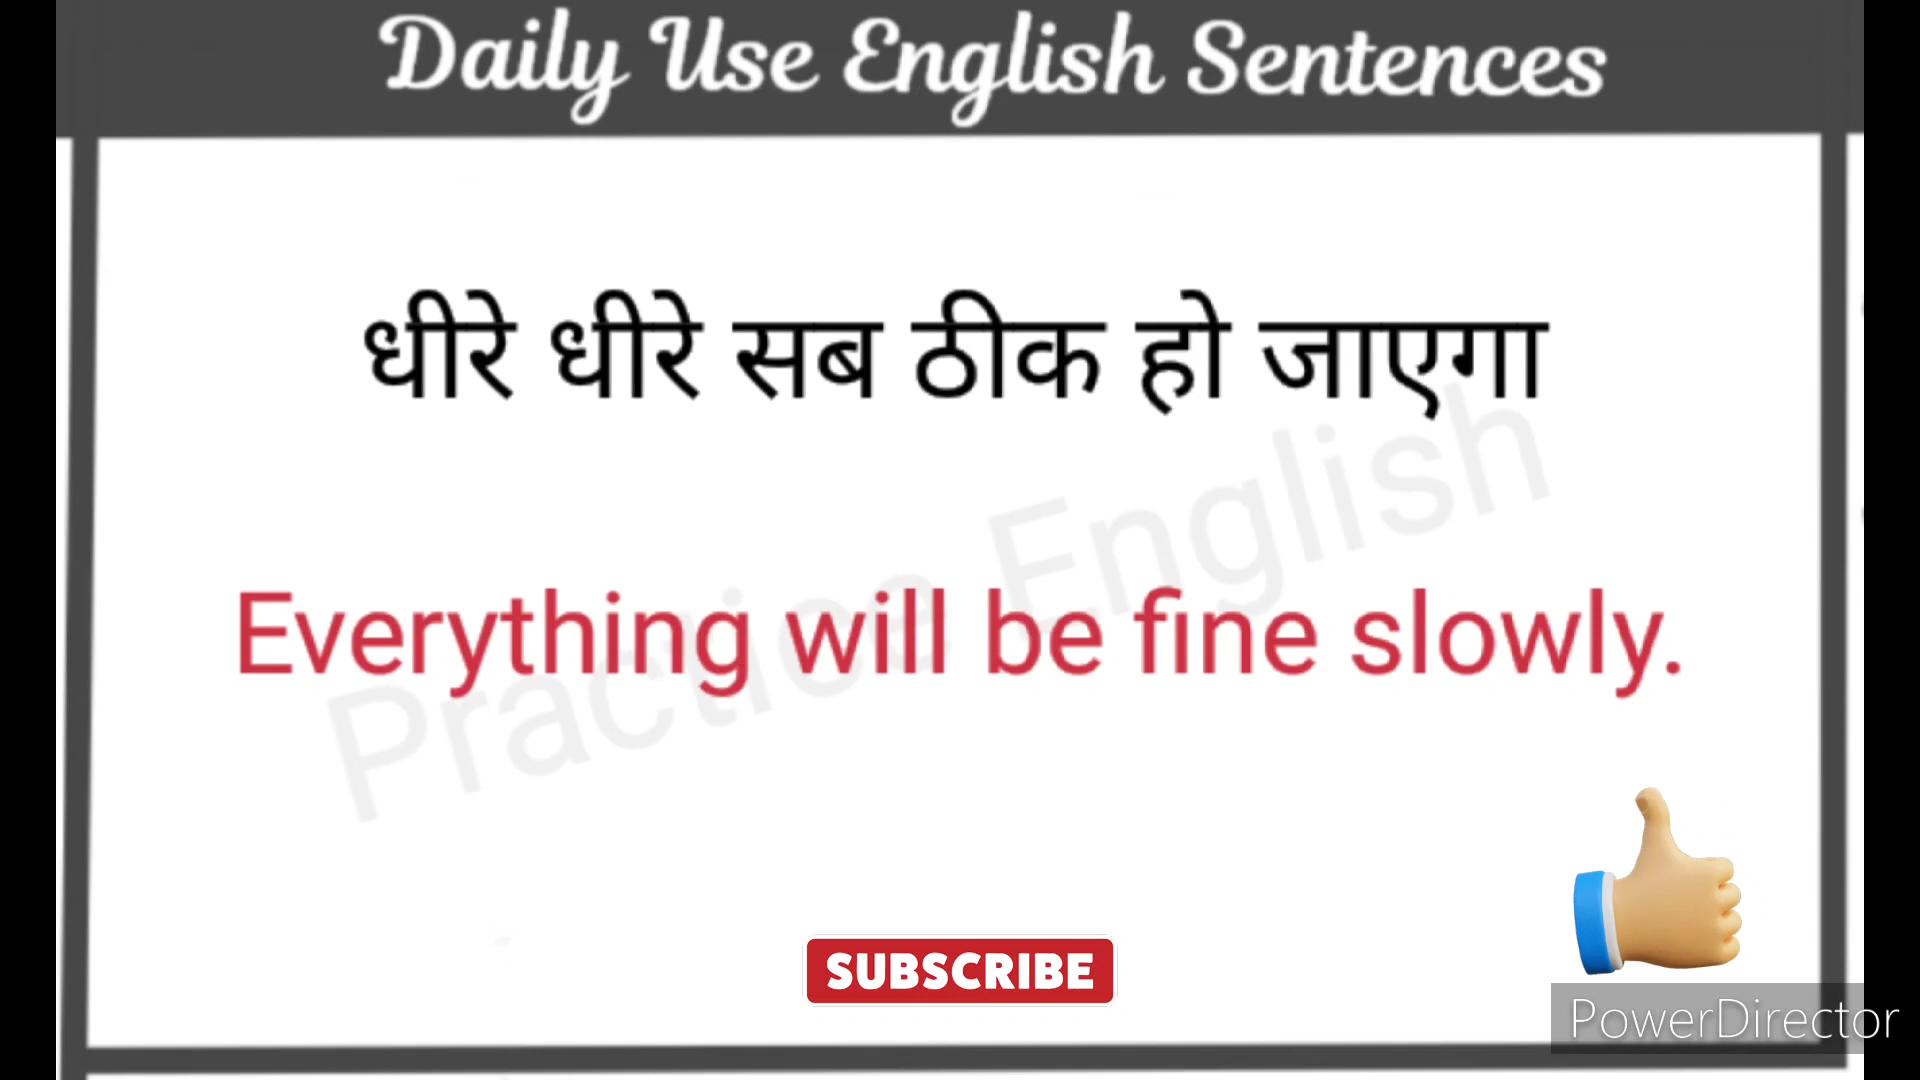 Daily Use English Sentences
धीरे धीरे सब ठीक हो जाएगा
Practice English
Everything will be fine slowly.
SUBSCRIBE
PowerDirector